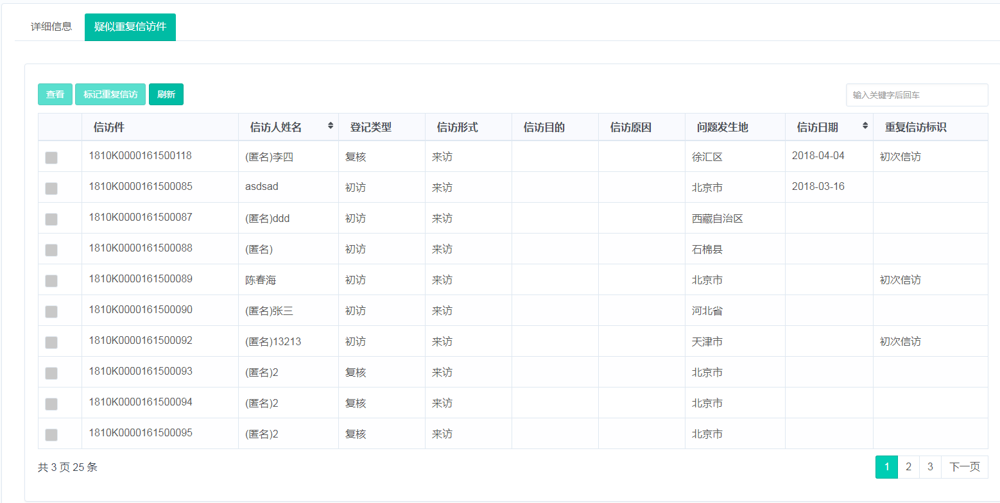 详细信息 疑似重复信访件
查看 标记重复信访 刷新 输入关键字后回车
信访件 信访人姓名 登记类型 信访形式 信访目的 信访原因 问题发生地 信访日期 重复信访标识
1810K0000161500118 (匿名)李四 复核 来访 徐汇区 2018-04-04 初次信访
1810K0000161500085 asdsad 初访 来访 北京市 2018-03-16
1810K0000161500087 (匿名)ddd 初访 来访 西藏自治区
1810K0000161500088 (匿名) 初访 来访 石棉县
1810K0000161500089 陈春海 初访 来访 北京市 初次信访
1810K0000161500090 (匿名)张三 初访 来访 河北省
1810K0000161500092 (匿名)13213 初访 来访 天津市 初次信访
1810K0000161500093 (匿名)2 复核 来访 北京市
1810K0000161500094 (匿名)2 复核 来访 北京市
1810K0000161500095 (匿名)2 复核 来访 北京市
共 3 页 25 条 1 2 3 下一页